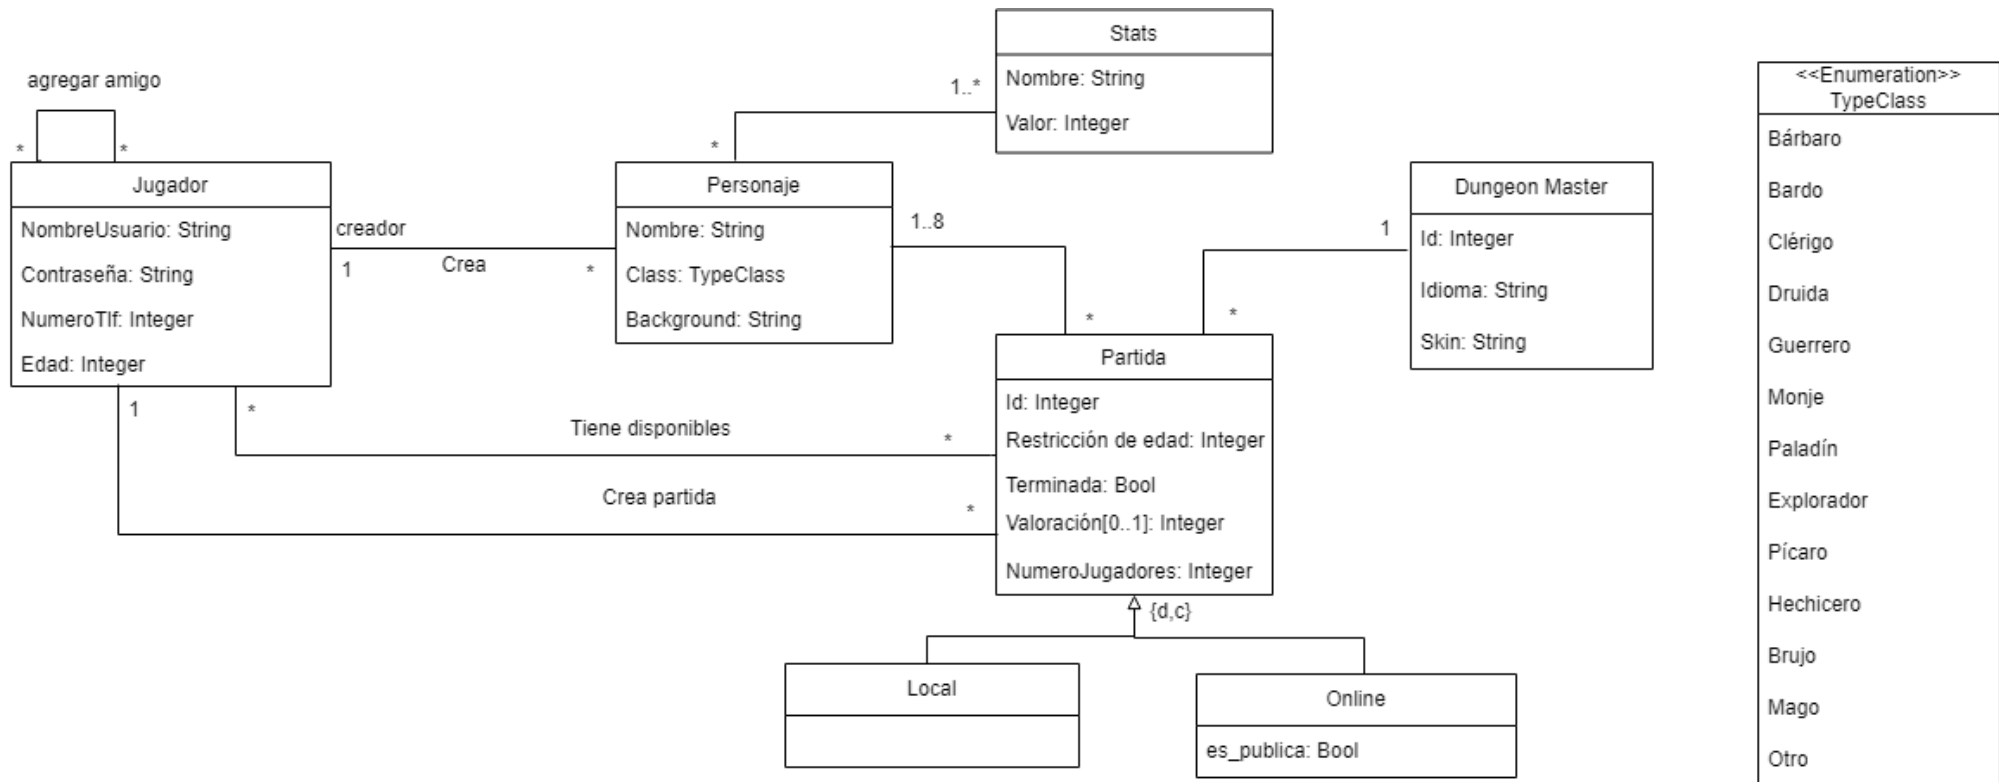 agregar amigo
*
*
Jugador
NombreUsuario: String
Contraseña: String
NumeroTlf: Integer
Edad: Integer
creador
1
Crea
*
Personaje
Nombre: String
Class: TypeClass
Background: String
*
1..*
Stats
Nombre: String
Valor: Integer
1..8
*
1
*
Dungeon Master
Id: Integer
Idioma: String
Skin: String
Partida
Id: Integer
Restricción de edad: Integer
Terminada: Bool
Valoración[0..1]: Integer
NumeroJugadores: Integer
1
*
Tiene disponibles
*
Crea partida
*
{d,c}
Local
Online
es_publica: Bool
<<Enumeration>>
TypeClass
Bárbaro
Bardo
Clérigo
Druida
Guerrero
Monje
Paladín
Explorador
Pícaro
Hechicero
Brujo
Mago
Otro